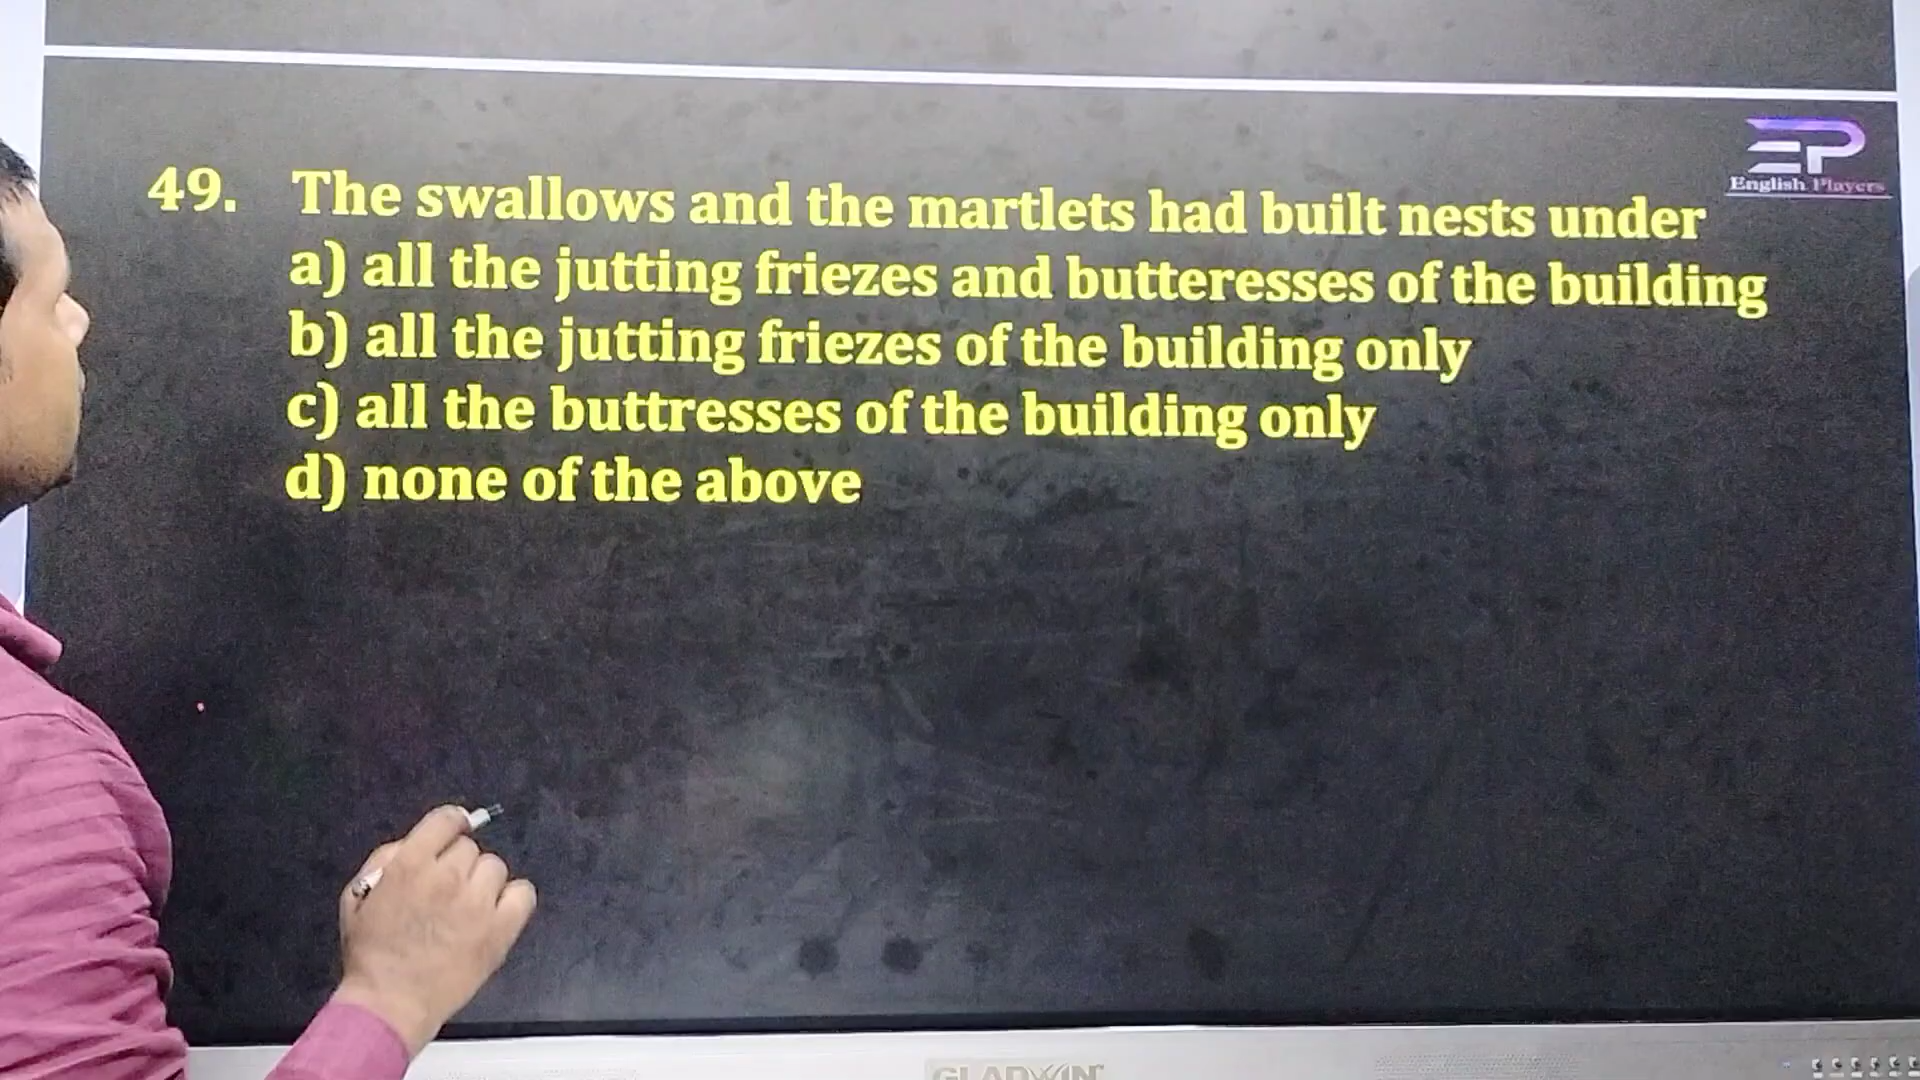 EP
English Players
49. The swallows and the martlets had built nests under
a) all the jutting friezes and butteresses of the building
b) all the jutting friezes of the building only
c) all the buttresses of the building only
d) none of the above
GLADWIN